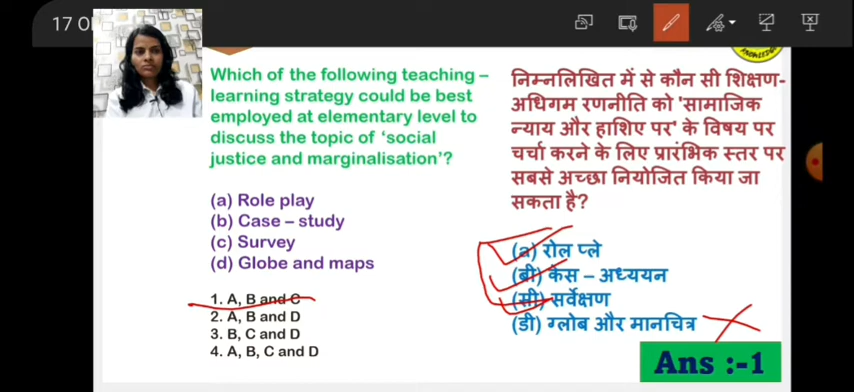 17 O
KNOWLEDGE
Which of the following teaching –
learning strategy could be best
employed at elementary level to
discuss the topic of ‘social
justice and marginalisation’?
(a) Role play
(b) Case – study
(c) Survey
(d) Globe and maps
1. A, B and C
2. A, B and D
3. B, C and D
4. A, B, C and D
निम्नलिखित में से कौन सी शिक्षण-
अधिगम रणनीति को 'सामाजिक
न्याय और हाशिए पर' के विषय पर
चर्चा करने के लिए प्रारंभिक स्तर पर
सबसे अच्छा नियोजित किया जा
सकता है?
(a) रोल प्ले
(बी) केस – अध्ययन
(सी) सर्वेक्षण
(डी) ग्लोब और मानचित्र
Ans :-1